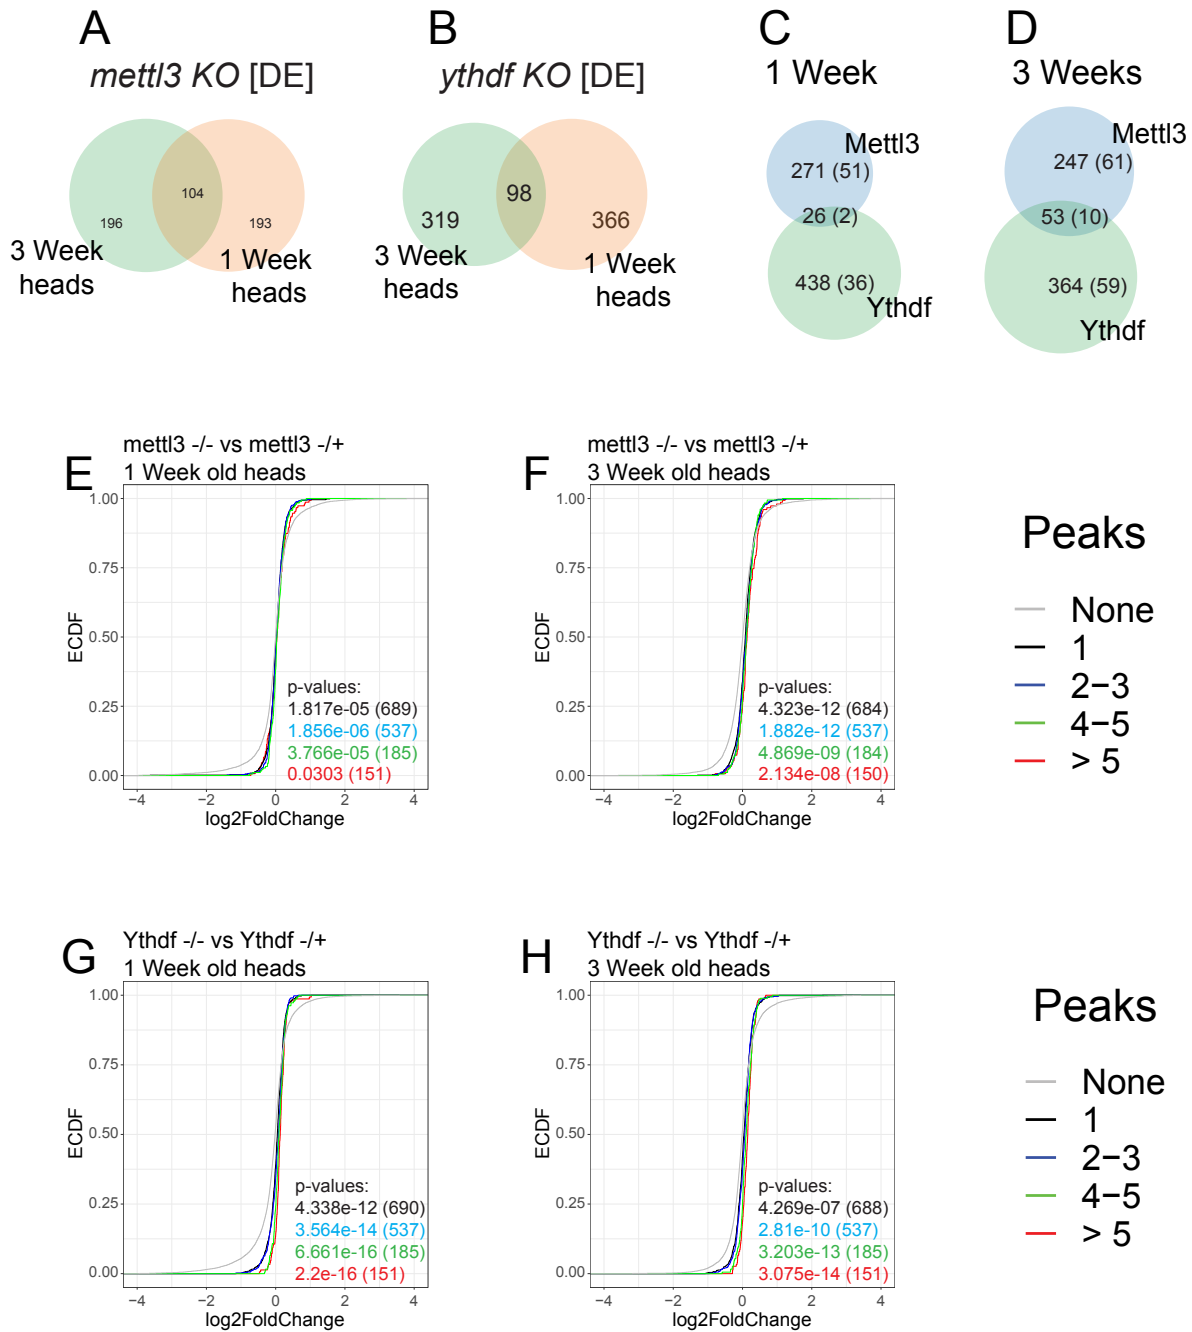 A
mettl3 KO [DE]
196
104
193
3 Week
heads
1 Week
heads
B
ythdf KO [DE]
319
98
366
3 Week
heads
1 Week
heads
C
1 Week
Mettl3
271 (51)
26 (2)
438 (36)
Ythdf
D
3 Weeks
Mettl3
247 (61)
53 (10)
364 (59)
Ythdf
E
mettl3 -/- vs mettl3 -/+
1 Week old heads
1.00
0.75
0.50
0.25
0.00
ECDF
p-values:
1.817e-05 (689)
1.856e-06 (537)
3.766e-05 (185)
0.0303 (151)
−4 −2 0 2 4
log2FoldChange
F
mettl3 -/- vs mettl3 -/+
3 Week old heads
1.00
0.75
0.50
0.25
0.00
ECDF
p-values:
4.323e-12 (684)
1.882e-12 (537)
4.869e-09 (184)
2.134e-08 (150)
−4 −2 0 2 4
log2FoldChange
Peaks
None
1
2−3
4−5
> 5
G
Ythdf -/- vs Ythdf -/+
1 Week old heads
1.00
0.75
0.50
0.25
0.00
ECDF
p-values:
4.338e-12 (690)
3.564e-14 (537)
6.661e-16 (185)
2.2e-16 (151)
−4 −2 0 2 4
log2FoldChange
H
Ythdf -/- vs Ythdf -/+
3 Week old heads
1.00
0.75
0.50
0.25
0.00
ECDF
p-values:
4.269e-07 (688)
2.81e-10 (537)
3.203e-13 (185)
3.075e-14 (151)
−4 −2 0 2 4
log2FoldChange
Peaks
None
1
2−3
4−5
> 5